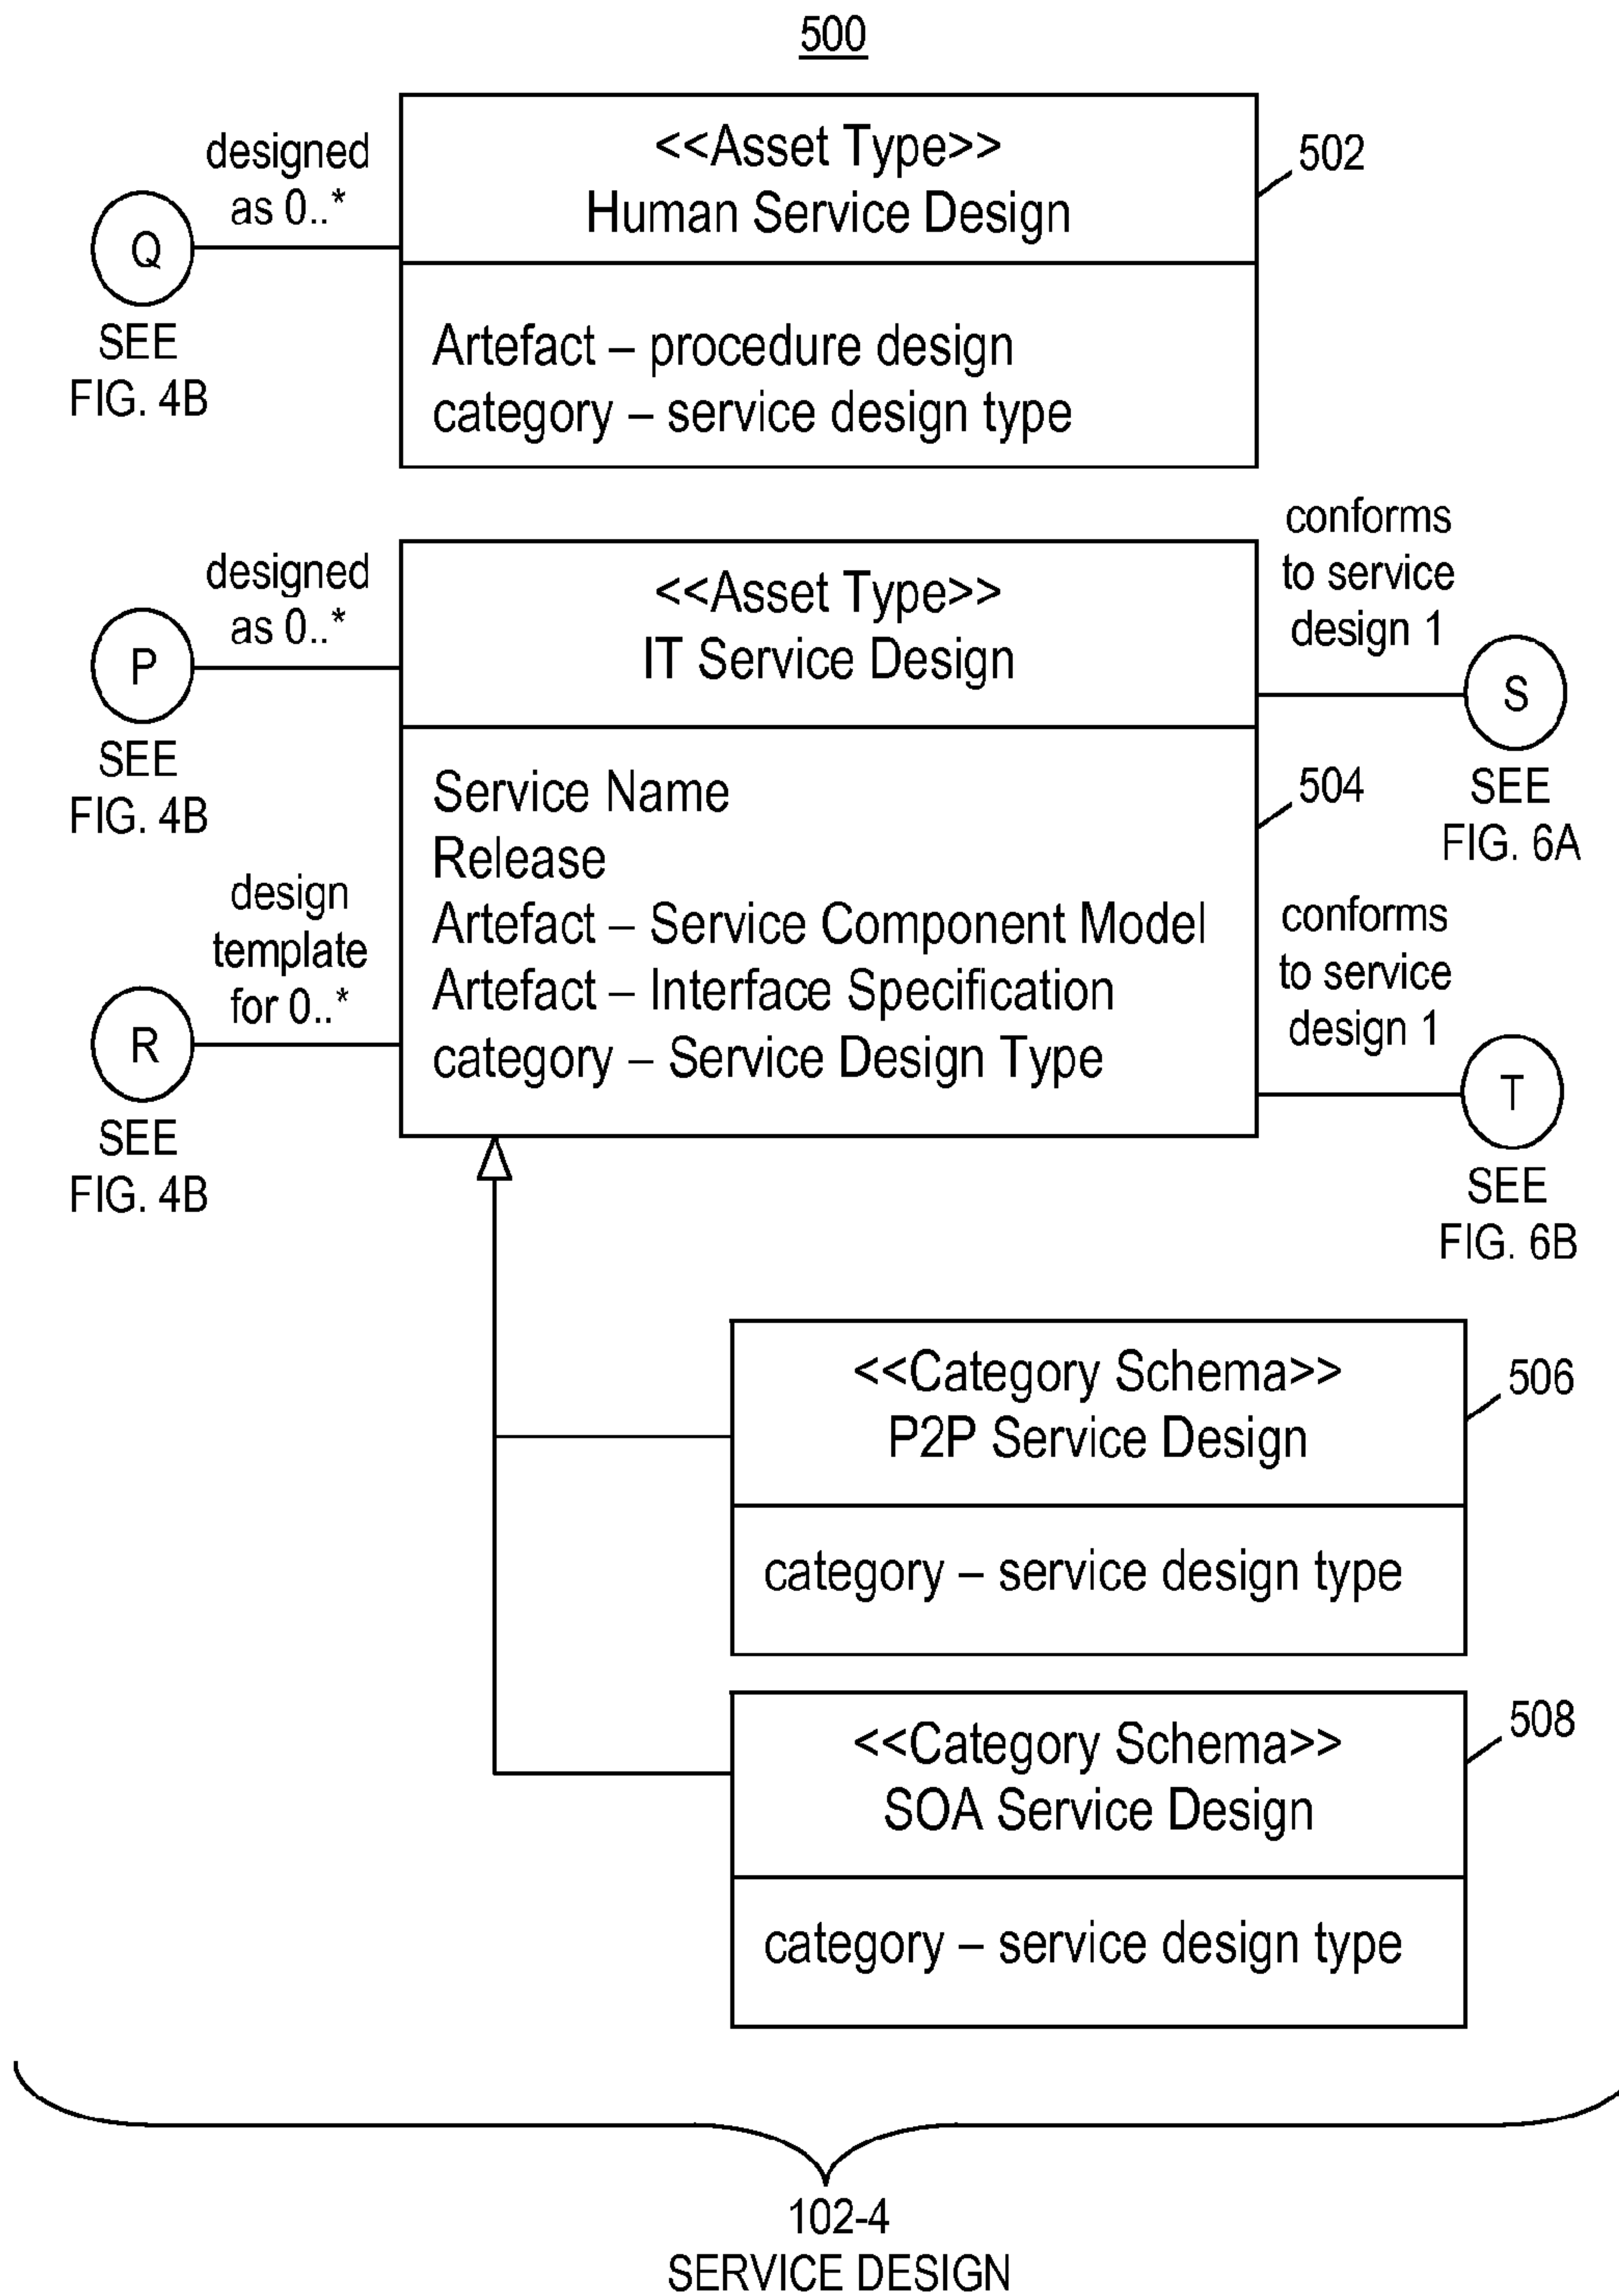 500
designed
as 0..*
Q
SEE
FIG. 4B
<<Asset Type>>
Human Service Design
502
Artefact – procedure design
category – service design type
designed
as 0..*
P
SEE
FIG. 4B
design
template
for 0..*
R
SEE
FIG. 4B
<<Asset Type>>
IT Service Design
504
Service Name
Release
Artefact – Service Component Model
Artefact – Interface Specification
category – Service Design Type
conforms
to service
design 1
S
SEE
FIG. 6A
conforms
to service
design 1
T
SEE
FIG. 6B
<<Category Schema>>
P2P Service Design
506
category – service design type
<<Category Schema>>
SOA Service Design
508
category – service design type
102-4
SERVICE DESIGN